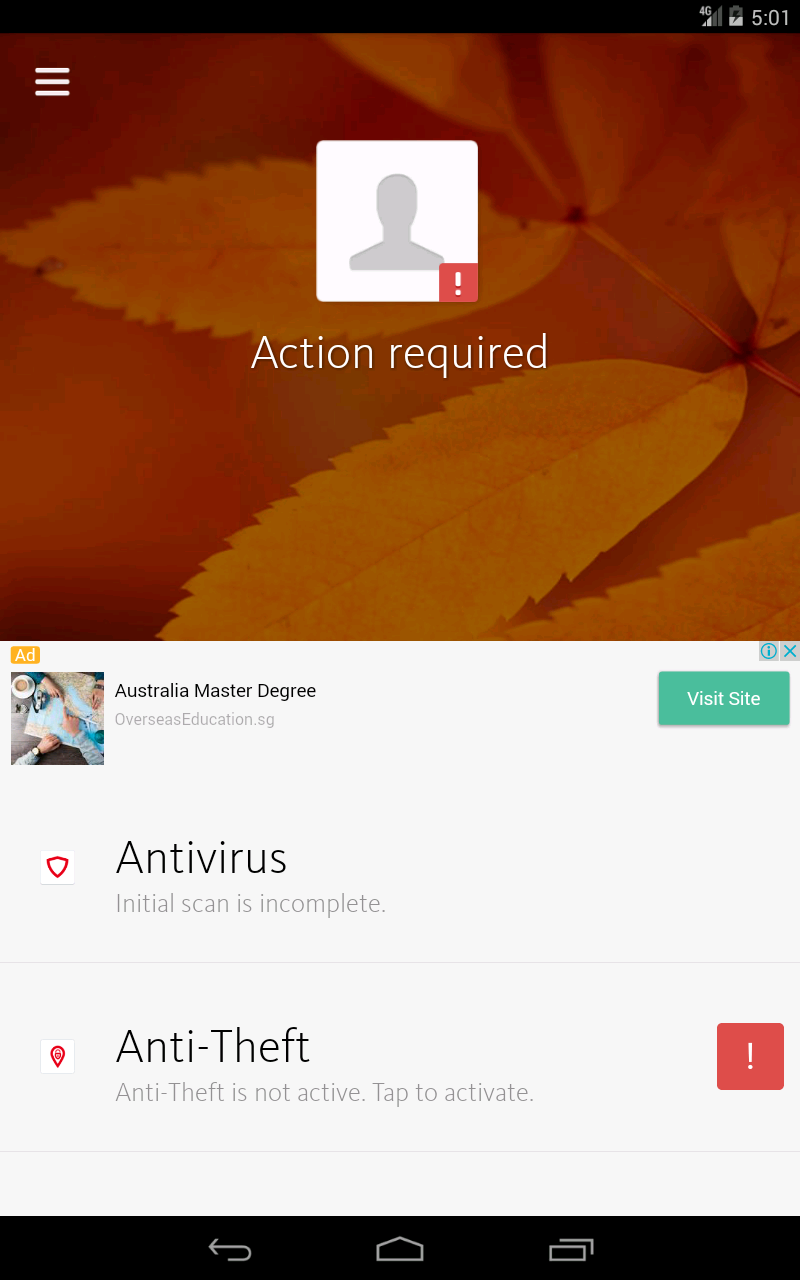 4G 5:01
!
Action required
Ad
Australia Master Degree
OverseasEducation.sg
Visit Site
Antivirus
Initial scan is incomplete.
Anti-Theft
Anti-Theft is not active. Tap to activate.
!